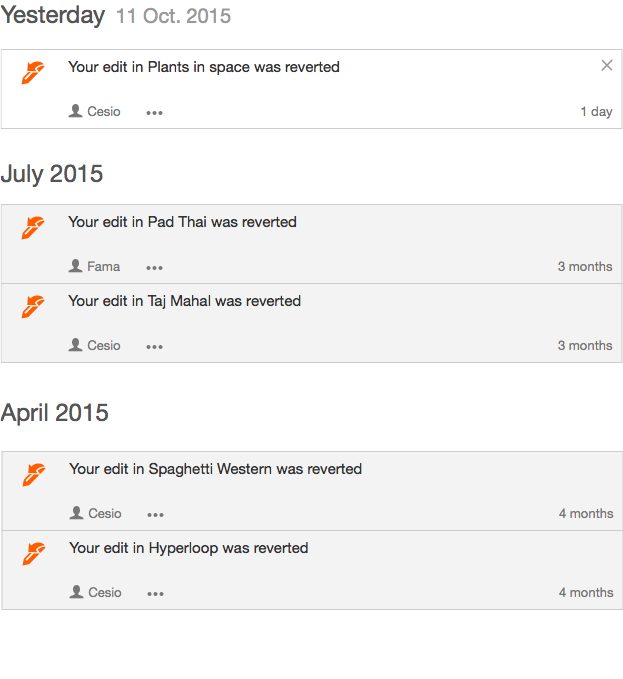 Yesterday 11 Oct. 2015
Your edit in Plants in space was reverted
Cesio ••• 1 day
July 2015
Your edit in Pad Thai was reverted
Fama ••• 3 months
Your edit in Taj Mahal was reverted
Cesio ••• 3 months
April 2015
Your edit in Spaghetti Western was reverted
Cesio ••• 4 months
Your edit in Hyperloop was reverted
Cesio ••• 4 months